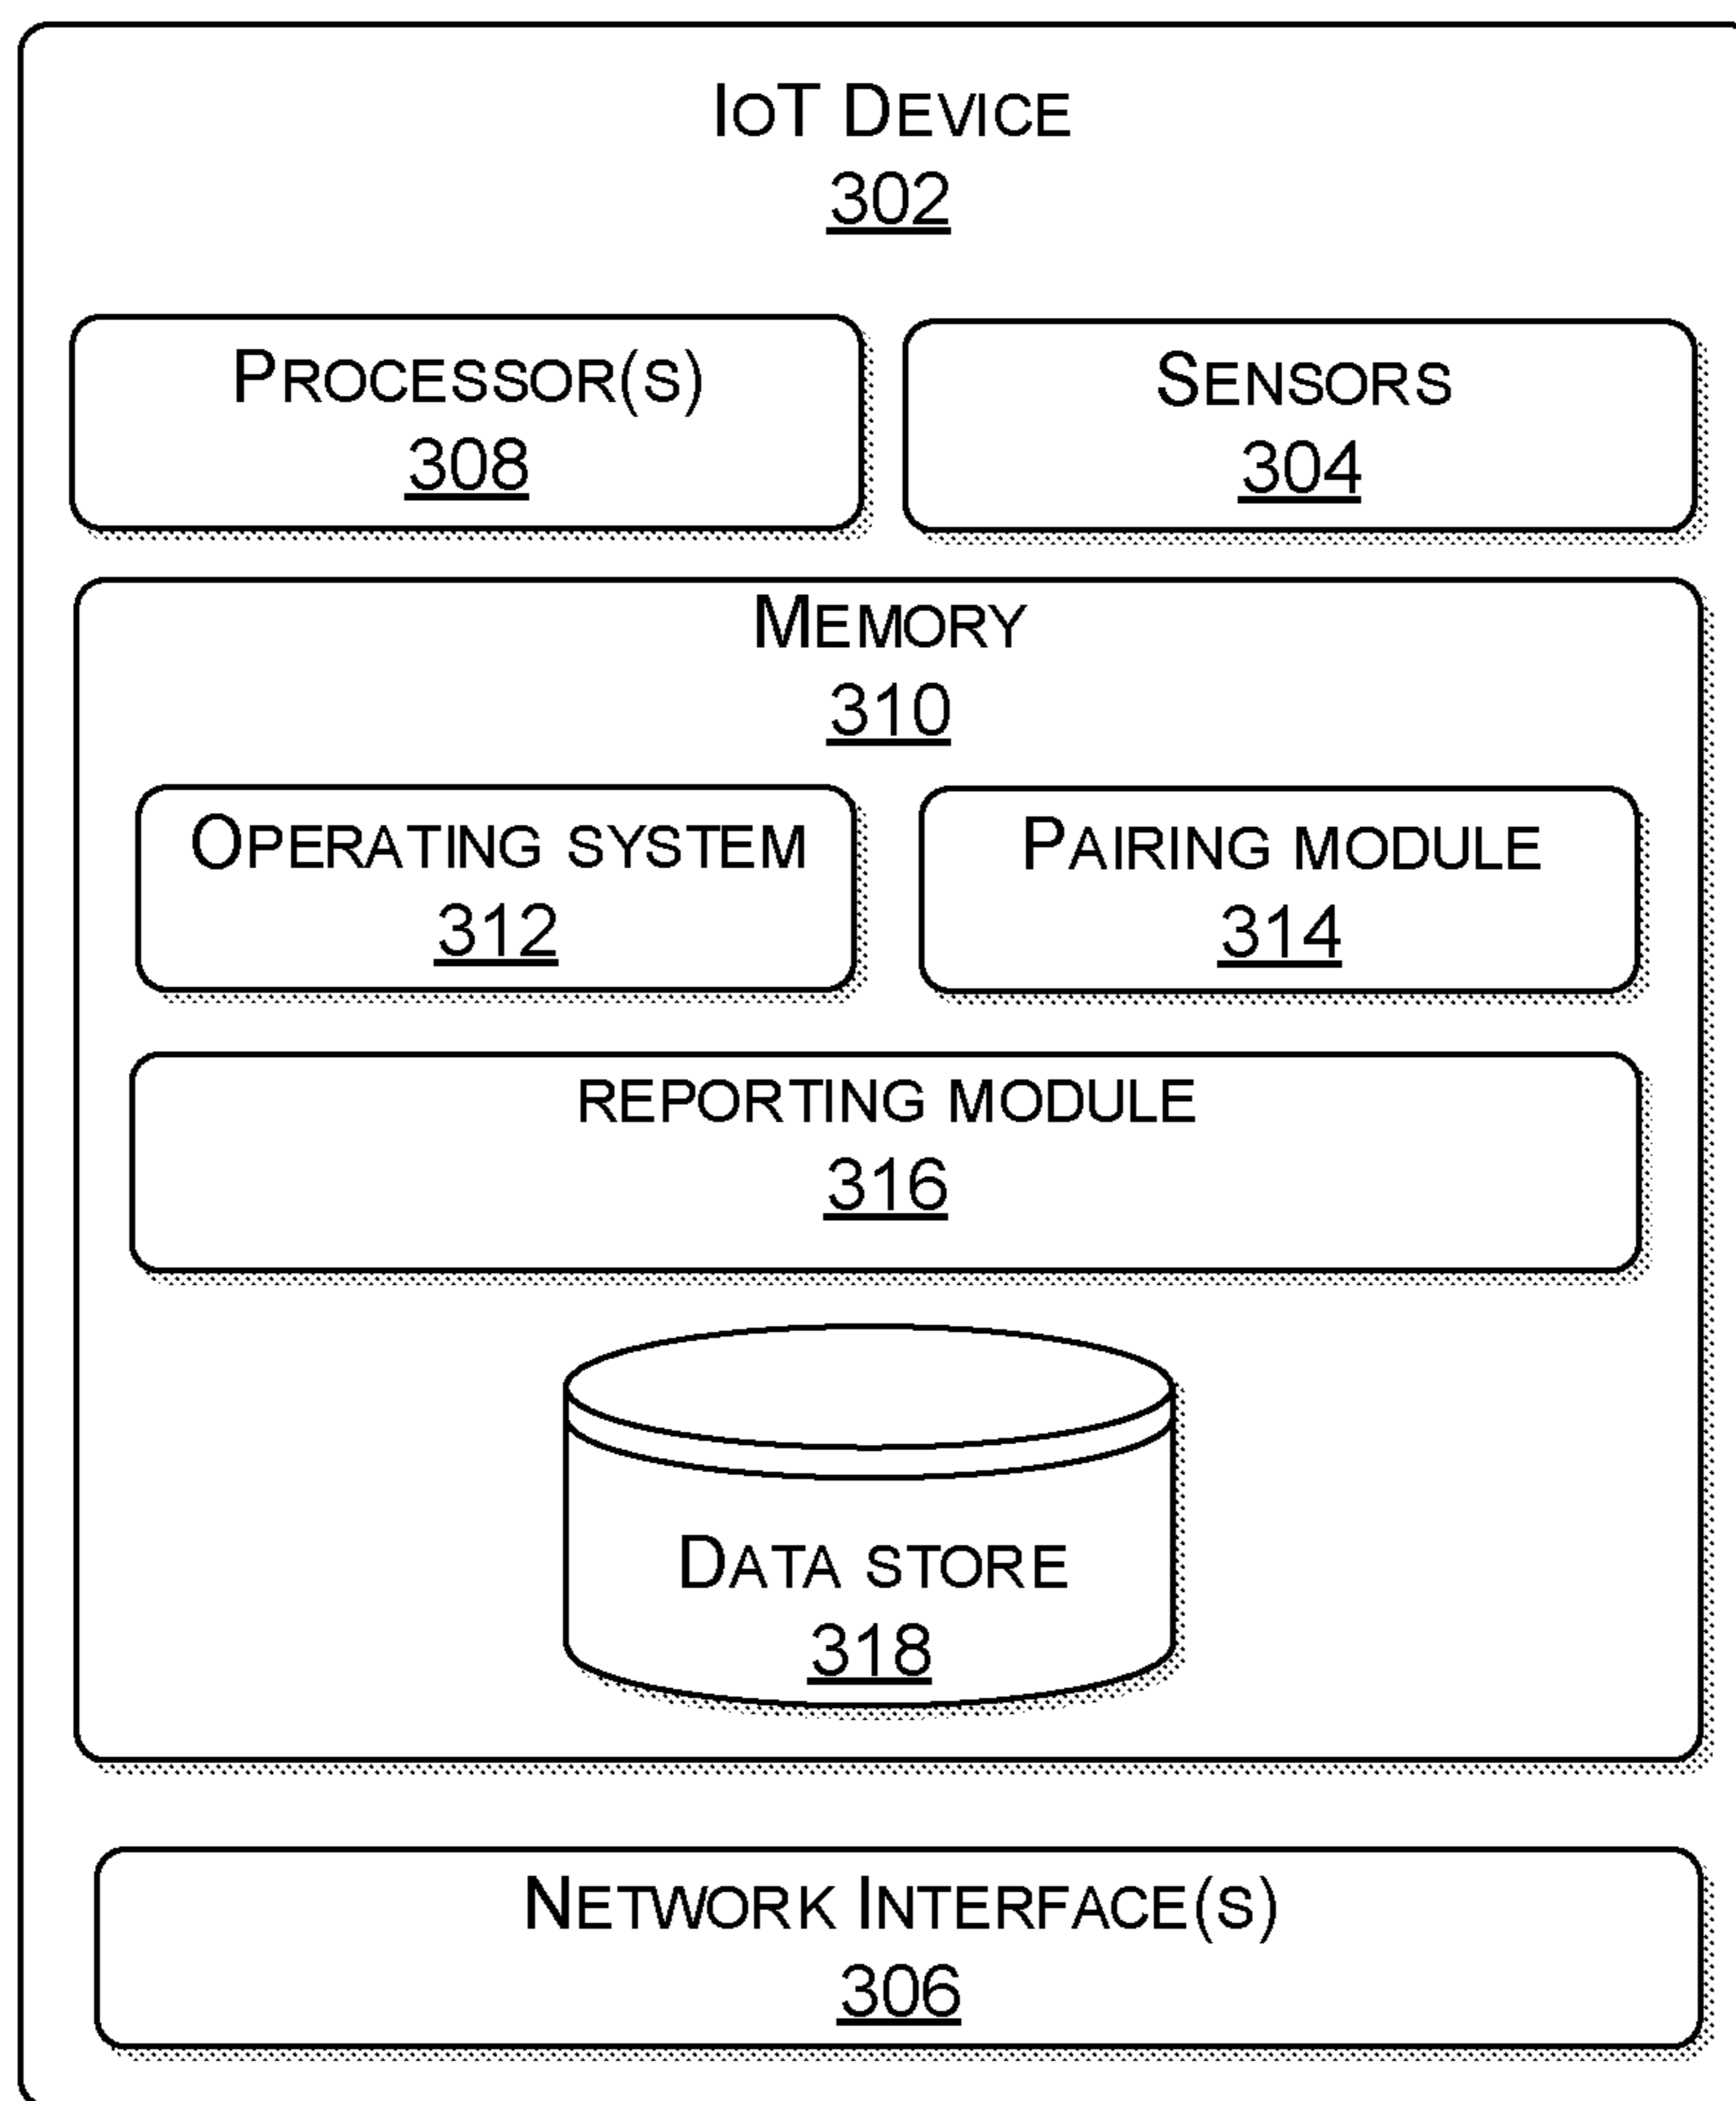 IoT Device
302
Processor(s)
308
Sensors
304
Memory
310
Operating system
312
Pairing module
314
reporting module
316
Data store
318
Network Interface(s)
306